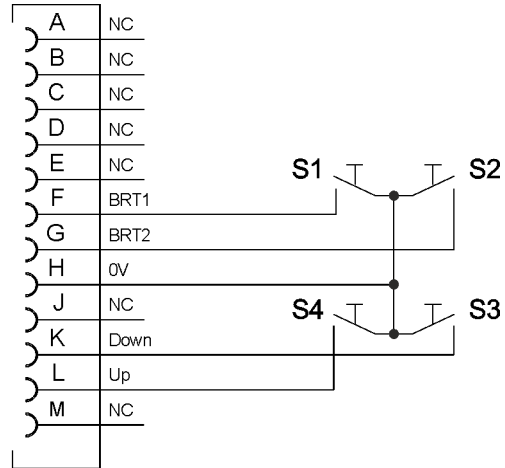 A NC
B NC
C NC
D NC
E NC
S1 S2
F BRT1
G BRT2
H 0V
J NC
S4 S3
K Down
L Up
M NC